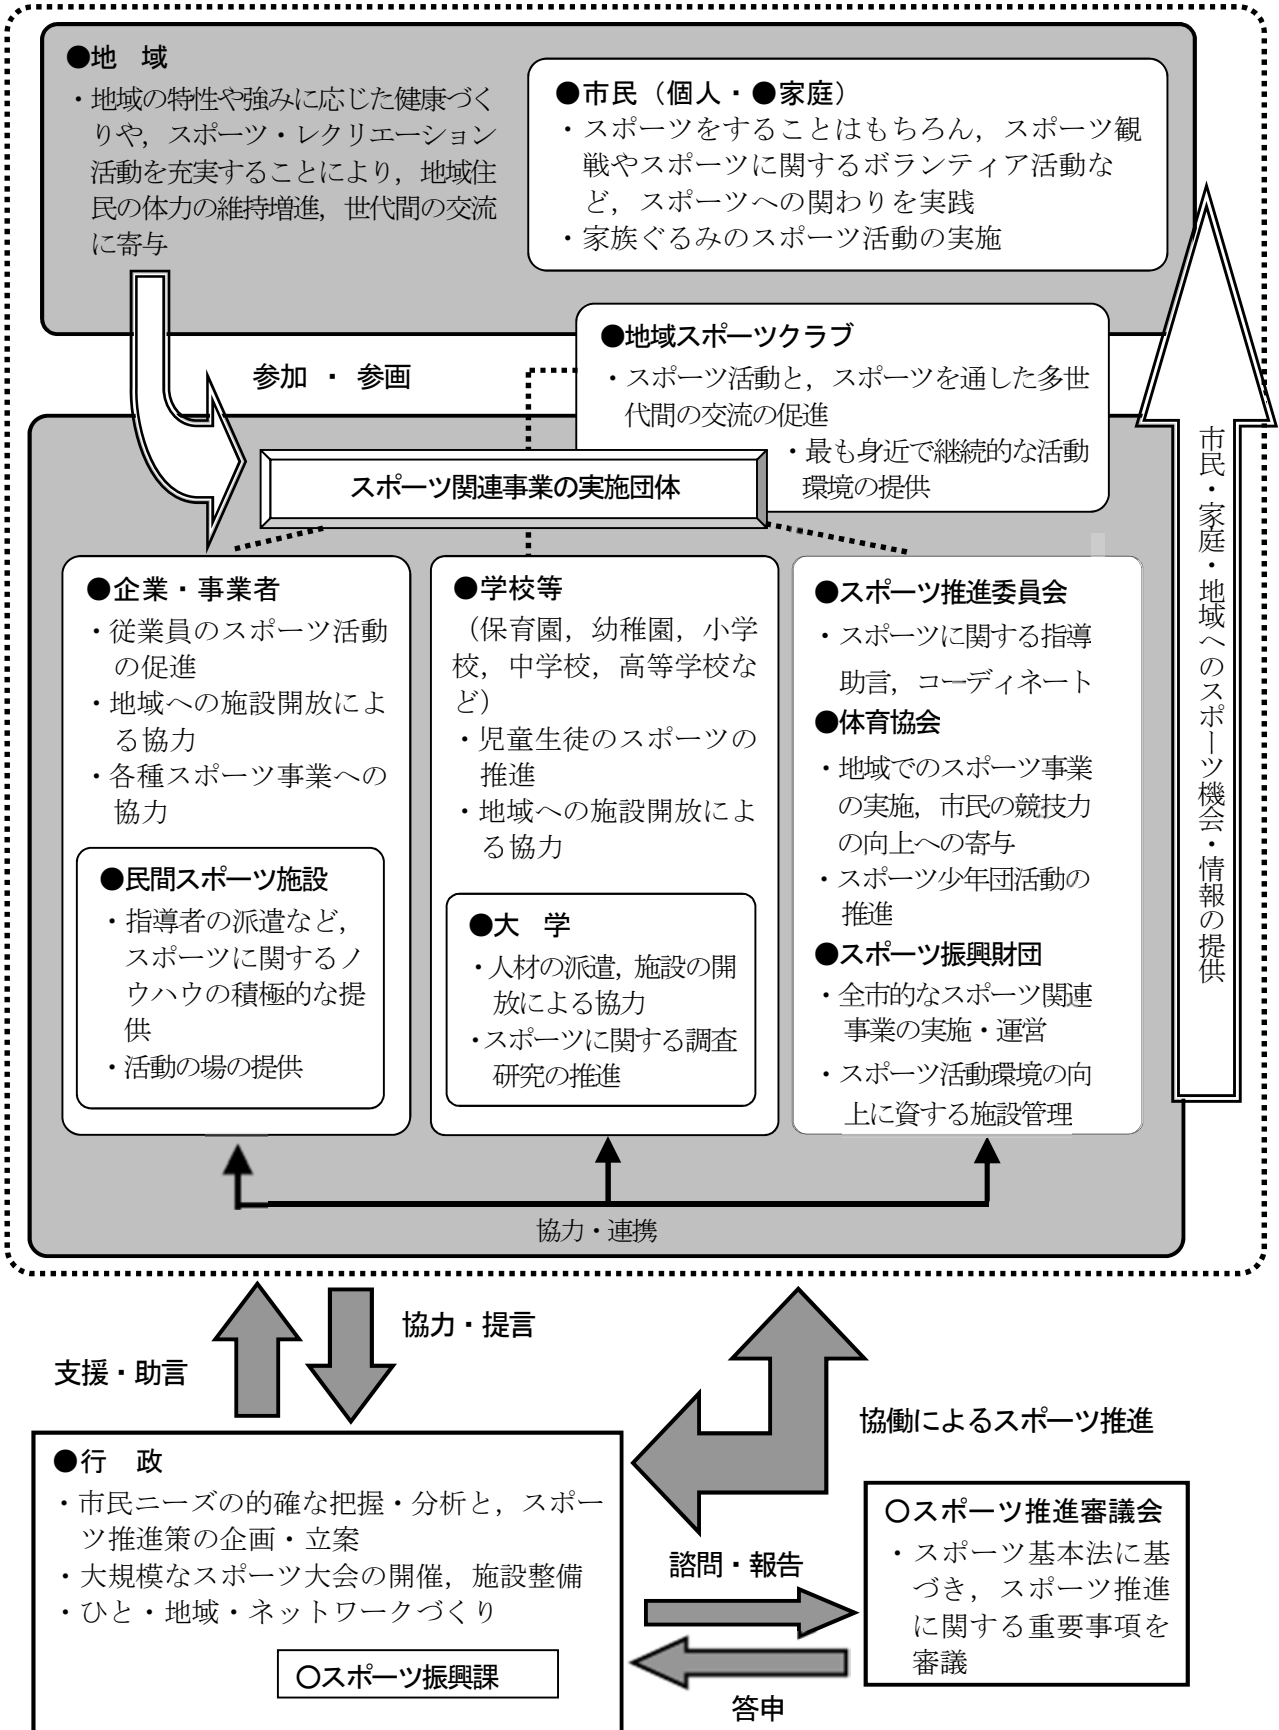 ●地　域
・地域の特性や強みに応じた健康づく
りや，スポーツ・レクリエーション
活動を充実することにより，地域住
民の体力の維持増進，世代間の交流
に寄与
●市民（個人・●家庭）
・スポーツをすることはもちろん，スポーツ観
戦やスポーツに関するボランティア活動な
ど，スポーツへの関わりを実践
・家族ぐるみのスポーツ活動の実施
参加 ・ 参画
●地域スポーツクラブ
・スポーツ活動と，スポーツを通した多世
代間の交流の促進
・最も身近で継続的な活動
環境の提供
スポーツ関連事業の実施団体
市民・家庭・地域へのスポーツ機会・情報の提供
●企業・事業者
・従業員のスポーツ活動
の促進
・地域への施設開放によ
る協力
・各種スポーツ事業への
協力
●民間スポーツ施設
・指導者の派遣など，
スポーツに関するノ
ウハウの積極的な提
供
・活動の場の提供
●学校等
（保育園，幼稚園，小学
校，中学校，高等学校な
ど）
・児童生徒のスポーツの
推進
・地域への施設開放によ
る協力
●大　学
・人材の派遣，施設の開
放による協力
・スポーツに関する調査
研究の推進
●スポーツ推進委員会
・スポーツに関する指導
助言，コーディネート
●体育協会
・地域でのスポーツ事業
の実施，市民の競技力
の向上への寄与
・スポーツ少年団活動の
推進
●スポーツ振興財団
・全市的なスポーツ関連
事業の実施・運営
・スポーツ活動環境の向
上に資する施設管理
協力・連携
支援・助言
協力・提言
協働によるスポーツ推進
●行　政
・市民ニーズの的確な把握・分析と，スポー
ツ推進策の企画・立案
・大規模なスポーツ大会の開催，施設整備
・ひと・地域・ネットワークづくり
○スポーツ振興課
諮問・報告
答申
○スポーツ推進審議会
・スポーツ基本法に基
づき，スポーツ推進
に関する重要事項を
審議